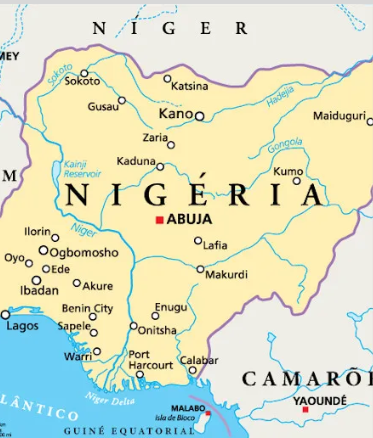 NIGER
MEY
Sokoto
Sokoto
Katsina
Gusau
Kano
Hadejia
Maiduguri
Zaria
Gongola
Kaduna
Kainji
Reservoir
Kumo
M
NIGÉRIA
ABUJA
Niger
Ilorin
Lafia
Ogbomosho
Oyo
Ede
Makurdi
Ibadan
Akure
Benin City
Enugu
Lagos
Sapele
Onitsha
Warri
Port
Harcourt
Calabar
CAMARÕE
YAOUNDÉ
LÂNTICO
Niger Delta
MALABO
isla de Bioco
GUINÉ EQUATORIAL